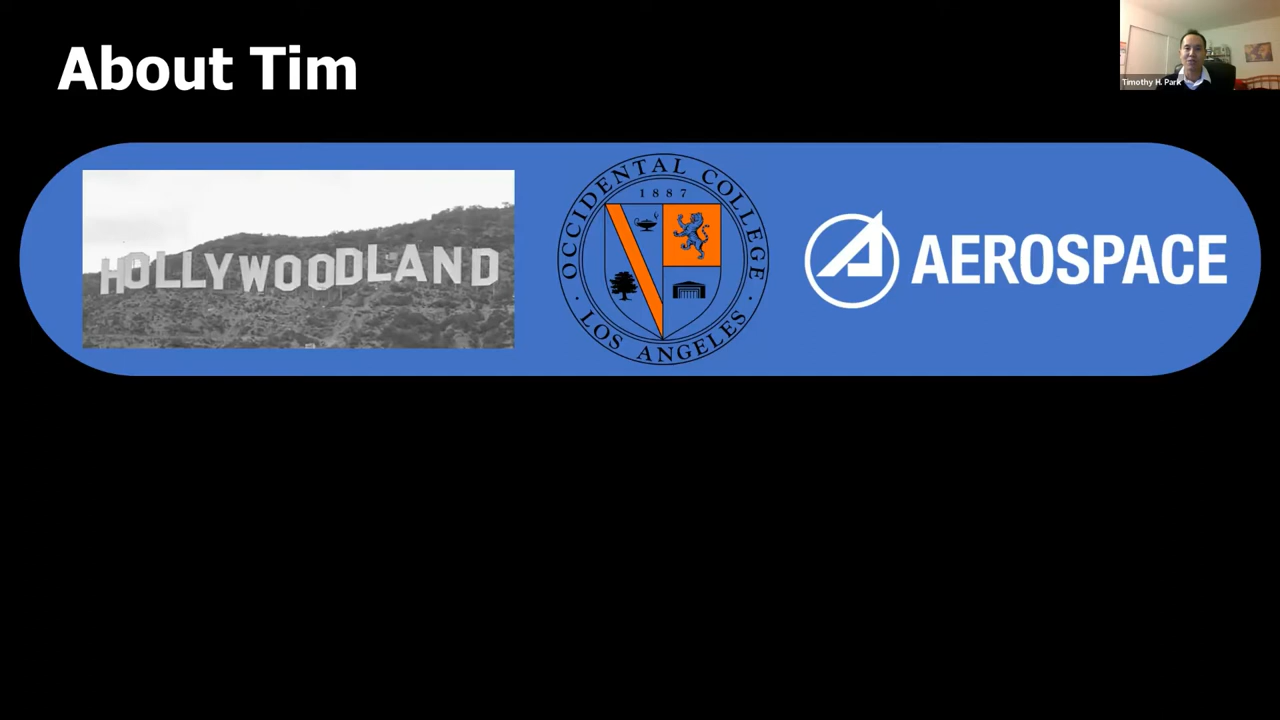 About Tim
Timothy H. Park
HOLLYWOODLAND
OCCIDENTAL COLLEGE
1887
· LOS ANGELES ·
AEROSPACE